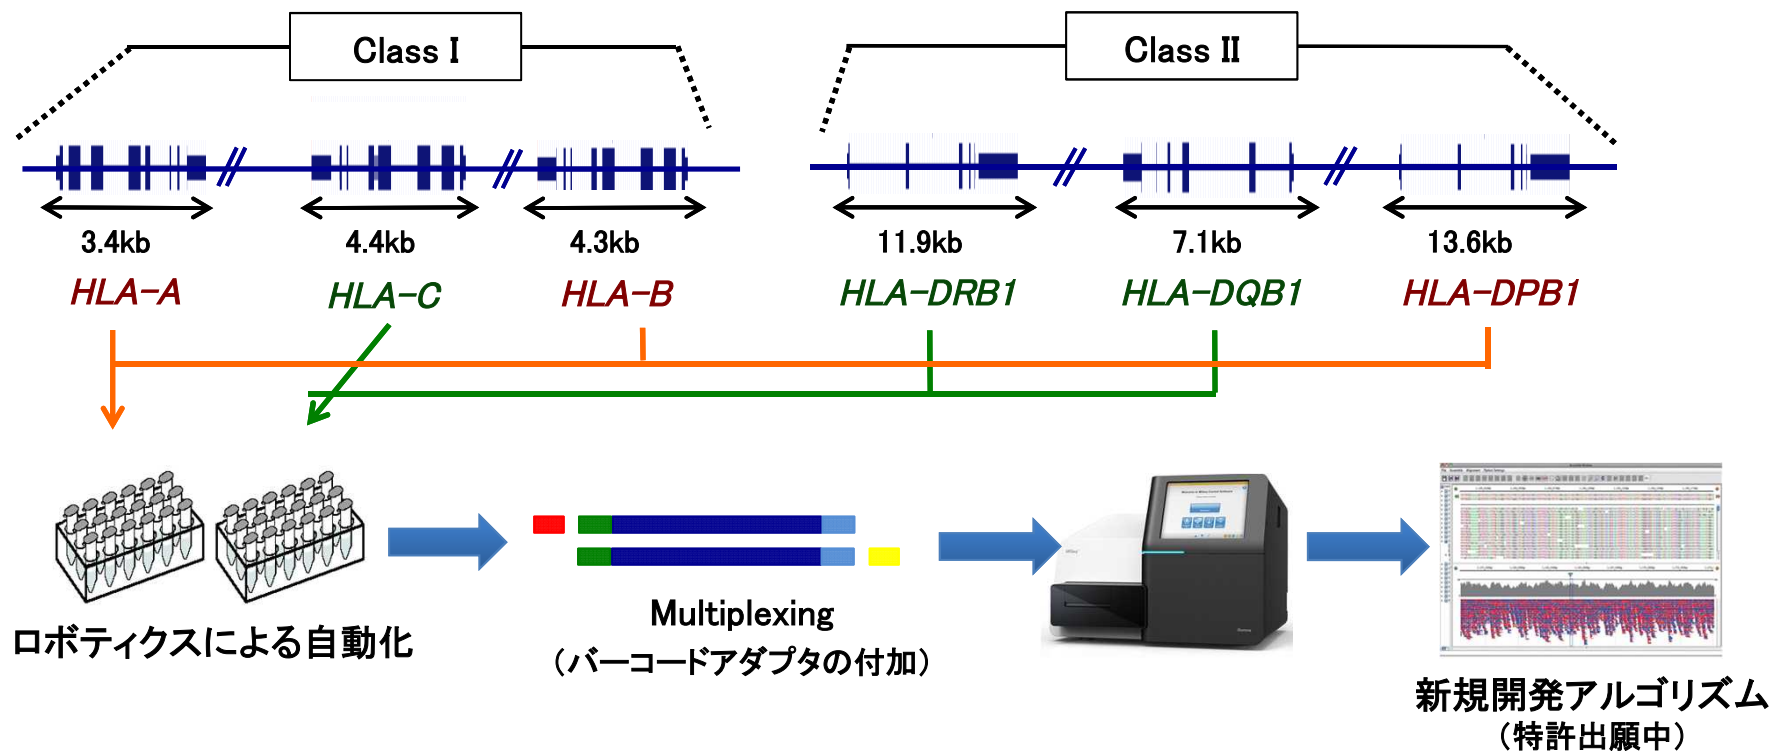 Class I
Class II
3.4kb
4.4kb
4.3kb
11.9kb
7.1kb
13.6kb
HLA-A
HLA-C
HLA-B
HLA-DRB1
HLA-DQB1
HLA-DPB1
ロボティクスによる自動化
Multiplexing
（バーコードアダプタの付加）
新規開発アルゴリズム
（特許出願中）